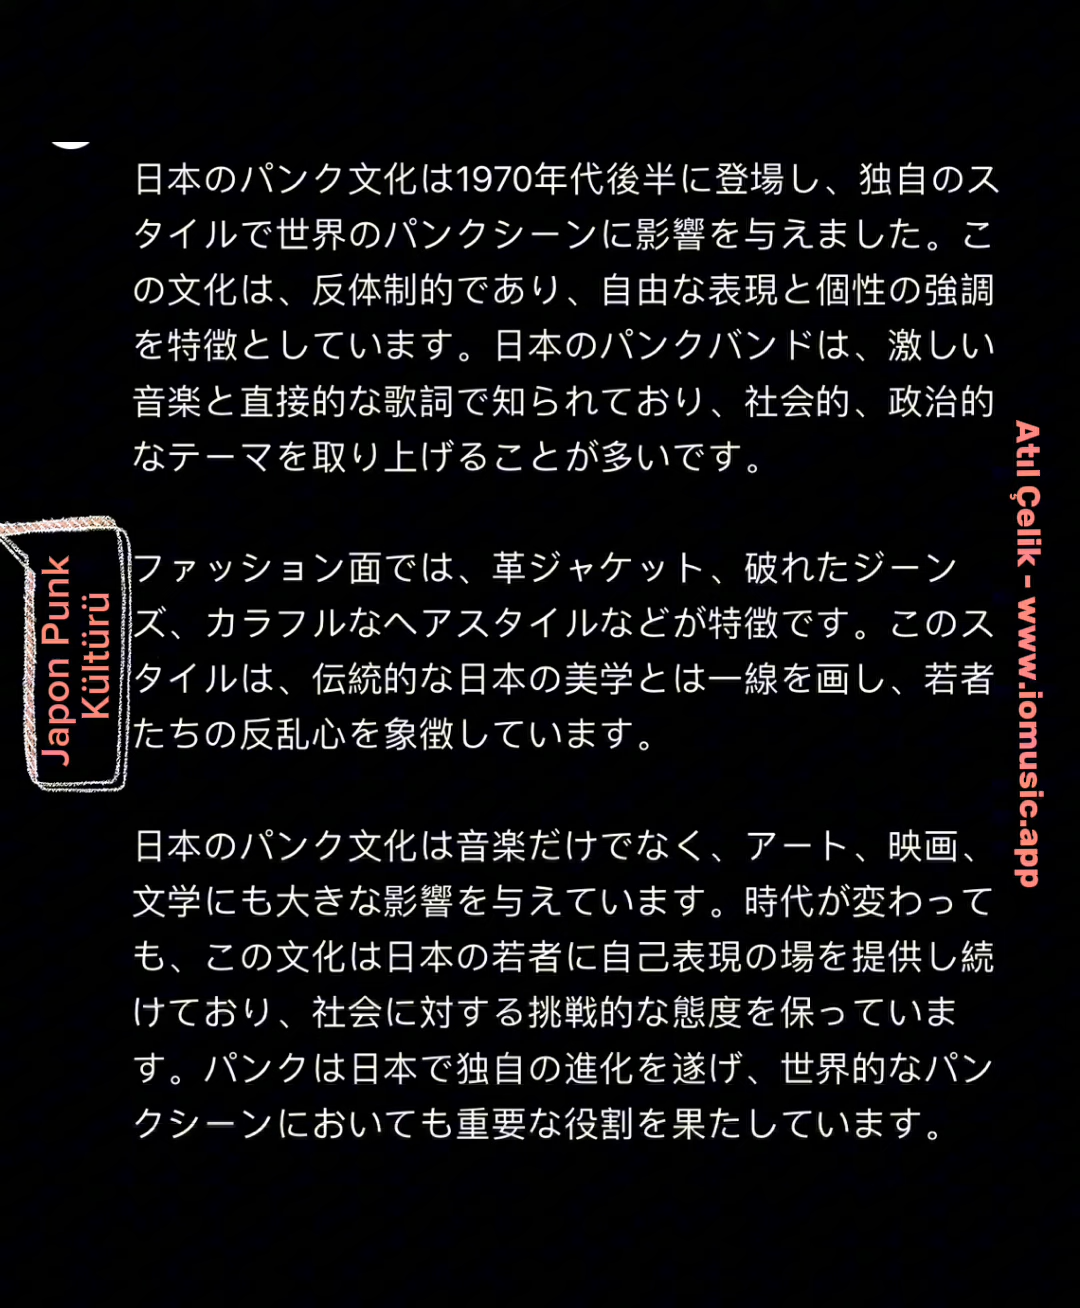 日本のパンク文化は1970年代後半に登場し、独自のス
タイルで世界のパンクシーンに影響を与えました。こ
の文化は、反体制的であり、自由な表現と個性の強調
を特徴としています。日本のパンクバンドは、激しい
音楽と直接的な歌詞で知られており、社会的、政治的
なテーマを取り上げることが多いです。
ファッション面では、革ジャケット、破れたジーン
ズ、カラフルなヘアスタイルなどが特徴です。このス
タイルは、伝統的な日本の美学とは一線を画し、若者
たちの反乱心を象徴しています。
日本のパンク文化は音楽だけでなく、アート、映画、
文学にも大きな影響を与えています。時代が変わって
も、この文化は日本の若者に自己表現の場を提供し続
けており、社会に対する挑戦的な態度を保っていま
す。パンクは日本で独自の進化を遂げ、世界的なパン
クシーンにおいても重要な役割を果たしています。
Japon Punk
Kültürü
Atıl Çelik - www.iomusic.app